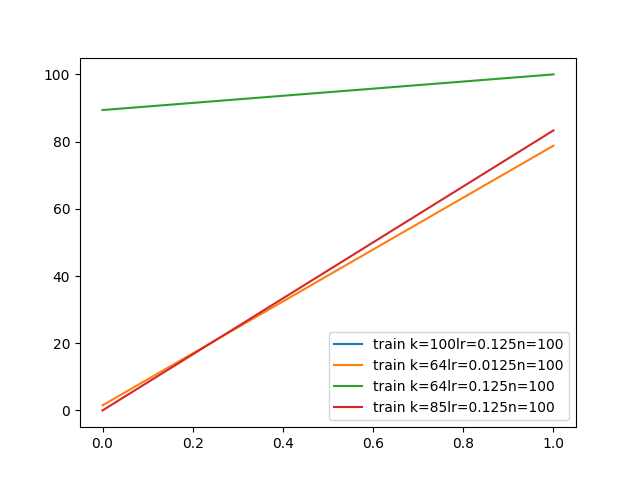 100
80
60
40
20
0
train k=100lr=0.125n=100
train k=64lr=0.0125n=100
train k=64lr=0.125n=100
train k=85lr=0.125n=100
0.0 0.2 0.4 0.6 0.8 1.0